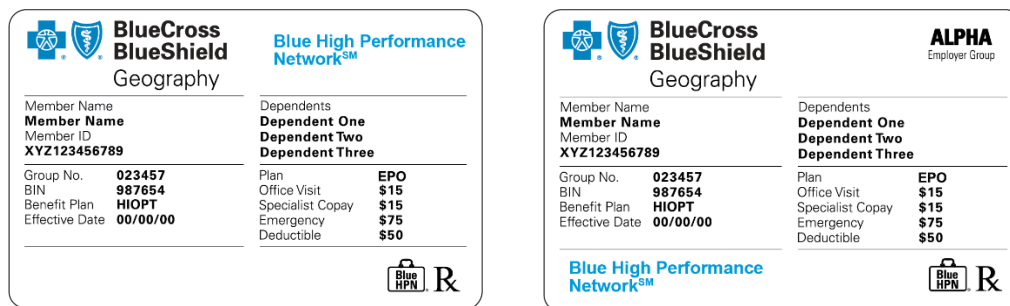 BlueCross
BlueShield
Geography
Blue High Performance
Network℠
Member Name
Member Name
Member ID
XYZ123456789
Dependents
Dependent One
Dependent Two
Dependent Three
Group No. 023457
BIN 987654
Benefit Plan HIOPT
Effective Date 00/00/00
Plan EPO
Office Visit $15
Specialist Copay $15
Emergency $75
Deductible $50
Blue
HPN
Rx
BlueCross
BlueShield
Geography
ALPHA
Employer Group
Member Name
Member Name
Member ID
XYZ123456789
Dependents
Dependent One
Dependent Two
Dependent Three
Group No. 023457
BIN 987654
Benefit Plan HIOPT
Effective Date 00/00/00
Plan EPO
Office Visit $15
Specialist Copay $15
Emergency $75
Deductible $50
Blue High Performance
Network℠
Blue
HPN
Rx